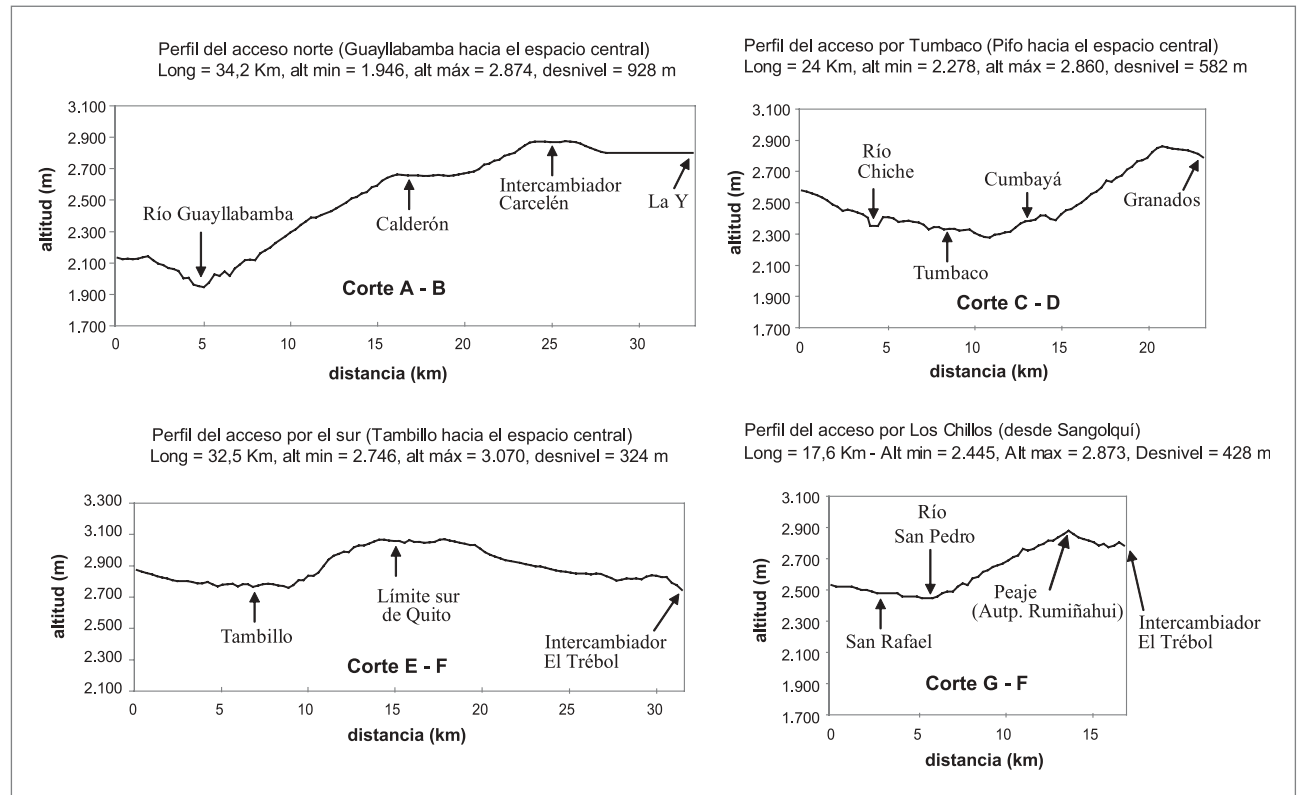 Perfil del acceso norte (Guayllabamba hacia el espacio central)
Long = 34,2 Km, alt min = 1.946, alt máx = 2.874, desnivel = 928 m
altitud (m)
3.100
2.900
2.700
2.500
2.300
2.100
1.900
1.700
Río Guayllabamba
Calderón
Intercambiador
Carcelén
La Y
Corte A - B
0 5 10 15 20 25 30
distancia (km)
Perfil del acceso por Tumbaco (Pifo hacia el espacio central)
Long = 24 Km, alt min = 2.278, alt máx = 2.860, desnivel = 582 m
altitud (m)
3.100
2.900
2.700
2.500
2.300
2.100
1.900
1.700
Río
Chiche
Cumbayá
Granados
Tumbaco
Corte C - D
0 5 10 15 20
distancia (km)
Perfil del acceso por el sur (Tambillo hacia el espacio central)
Long = 32,5 Km, alt min = 2.746, alt máx = 3.070, desnivel = 324 m
altitud (m)
3.300
3.100
2.900
2.700
2.500
2.300
2,100
Límite sur
de Quito
Tambillo
Intercambiador
El Trébol
Corte E - F
0 5 10 15 20 25 30
distancia (km)
Perfil del acceso por Los Chillos (desde Sangolquí)
Long = 17,6 Km - Alt min = 2.445, Alt max = 2.873, Desnivel = 428 m
altitud (m)
3.100
2.900
2.700
2.500
2.300
2.100
1.900
1.700
Río
San Pedro
Peaje
(Autp. Rumiñahui)
San Rafael
Intercambiador
El Trébol
Corte G - F
0 5 10 15
distancia (km)